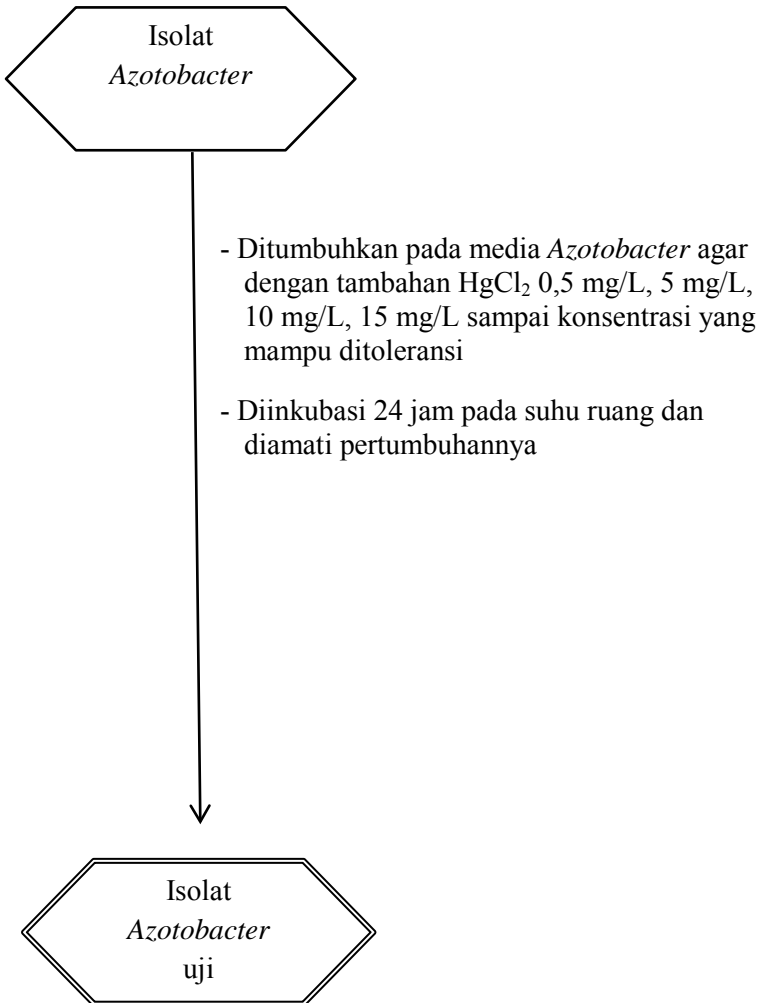 Isolat
Azotobacter
- Ditumbuhkan pada media Azotobacter agar
dengan tambahan HgCl₂ 0,5 mg/L, 5 mg/L,
10 mg/L, 15 mg/L sampai konsentrasi yang
mampu ditoleransi
- Diinkubasi 24 jam pada suhu ruang dan
diamati pertumbuhannya
Isolat
Azotobacter
uji